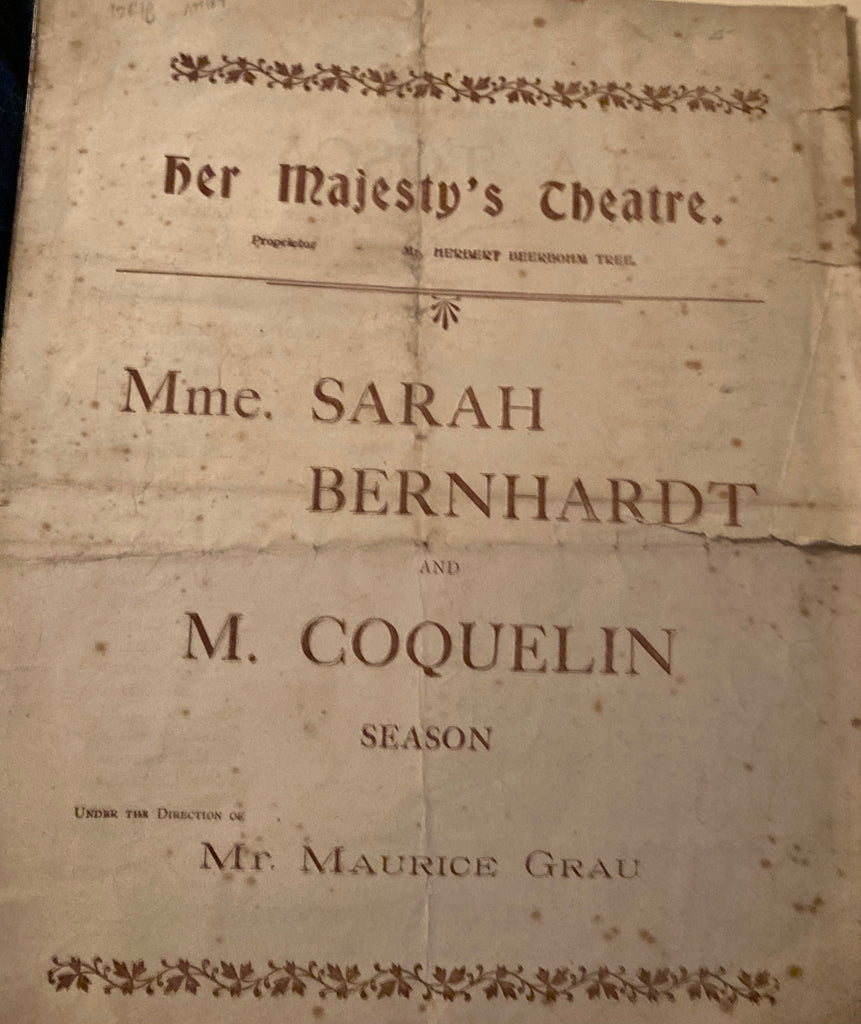 Her Majesty's Theatre.
Proprietor Mr. HERBERT BEERBOHM TREE.
Mme. SARAH
BERNHARDT
AND
M. COQUELIN
SEASON
UNDER THE DIRECTION OF
Mr. MAURICE GRAU